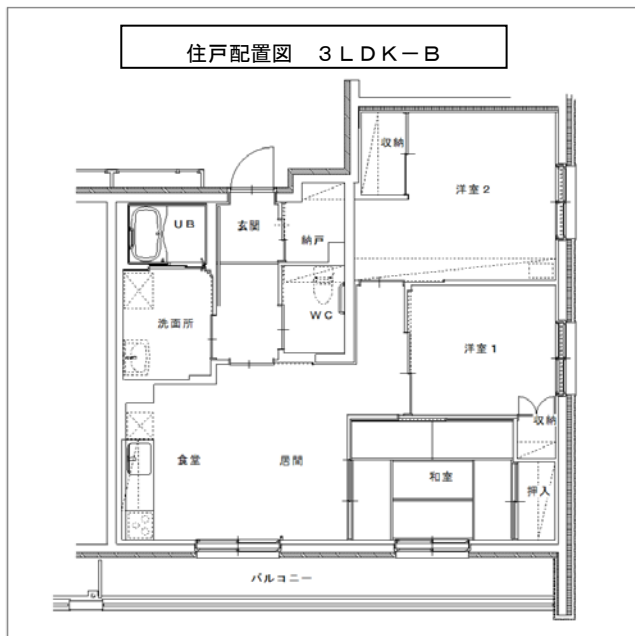 住戸配置図　３ＬＤＫ－Ｂ
収納
洋室２
UB
玄関
納戸
WC
洗面所
洋室１
収納
食堂
居間
和室
押入
バルコニー